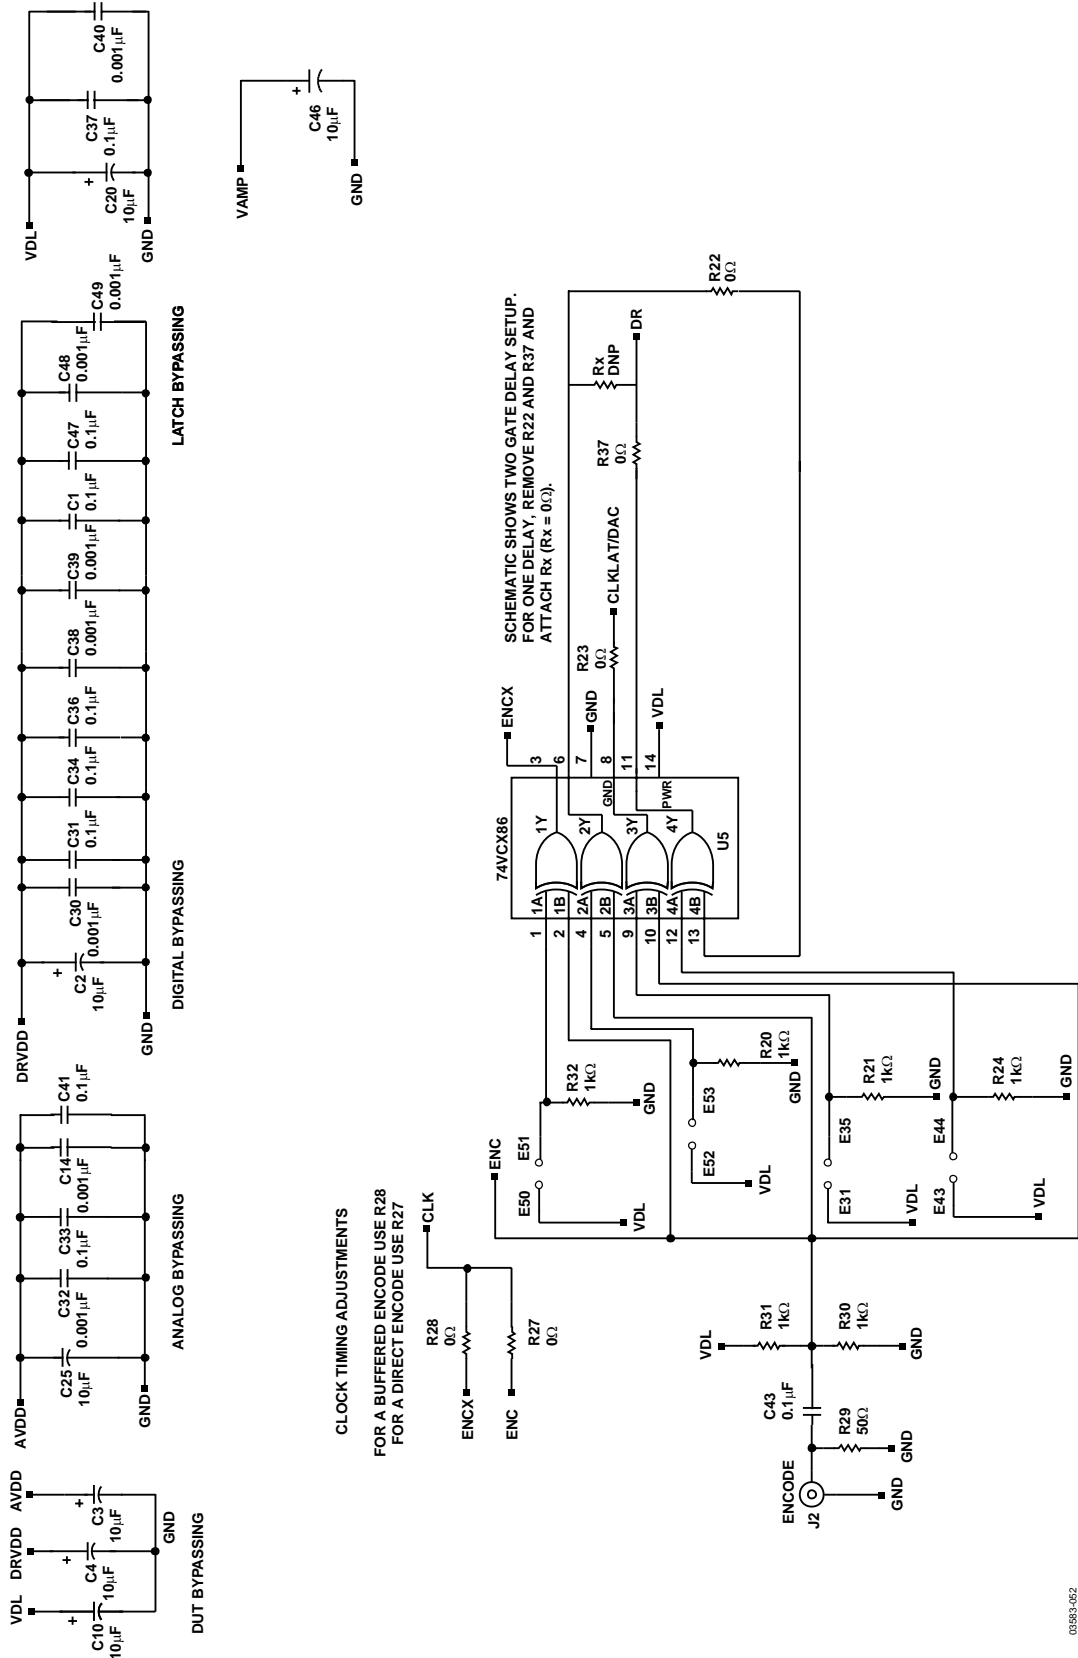 VDL
DRVDD
AVDD
C10
10µF
C4
10µF
C3
10µF
GND
DUT BYPASSING
AVDD
GND
C25
10µF
C32
0.001µF
C33
0.1µF
C14
0.001µF
C41
0.1µF
ANALOG BYPASSING
DRVDD
GND
C2
10µF
C30
0.001µF
C31
0.1µF
C34
0.1µF
C36
0.1µF
C38
0.001µF
C39
0.001µF
C1
0.1µF
C47
0.1µF
C48
0.001µF
C49
0.001µF
DIGITAL BYPASSING
LATCH BYPASSING
VDL
GND
C20
10µF
C37
0.1µF
C40
0.001µF
VAMP
GND
C46
10µF
CLOCK TIMING ADJUSTMENTS
FOR A BUFFERED ENCODE USE R28
FOR A DIRECT ENCODE USE R27
ENCX
R28
0Ω
CLK
ENC
R27
0Ω
SCHEMATIC SHOWS TWO GATE DELAY SETUP.
FOR ONE DELAY, REMOVE R22 AND R37 AND
ATTACH Rx (Rx = 0Ω).
ENC
E50
E51
VDL
R32
1kΩ
GND
E52
E53
VDL
R20
1kΩ
GND
E31
E35
VDL
R21
1kΩ
GND
E43
E44
VDL
R24
1kΩ
GND
74VCX86
U5
1
2
4
5
9
10
12
13
1A
1B
2A
2B
3A
3B
4A
4B
1Y
2Y
3Y
4Y
GND
PWR
3
6
7
8
11
14
ENCX
GND
R23
0Ω
CLKLAT/DAC
VDL
R37
0Ω
Rx
DNP
DR
R22
0Ω
ENCODE
J2
GND
R29
50Ω
GND
C43
0.1µF
VDL
R31
1kΩ
R30
1kΩ
GND
03583-052